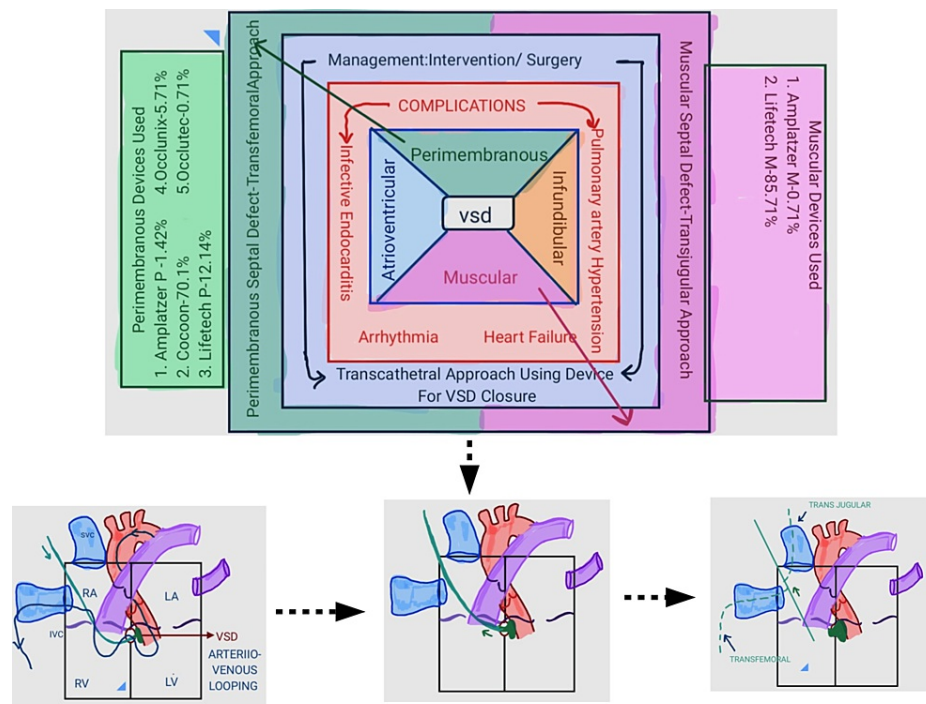 Perimembranous Devices Used
1. Amplatzer P -1.42%
2. Cocoon-70.1%
3. Lifetech P-12.14%
4.Occlunix-5.71%
5.Occlutec-0.71%
Perimembranous Septal Defect-TransfemoralApproach
Management:Intervention/ Surgery
COMPLICATIONS
Infective Endocarditis
Pulmonary artery Hypertension
Perimembranous
Atrioventricular
vsd
Infundibular
Muscular
Arrhythmia
Heart Failure
Transcathetral Approach Using Device
For VSD Closure
Muscular Septal Defect-Transjugular Approach
Muscular Devices Used
1. Amplatzer M-0.71%
2. Lifetech M-85.71%
SVC
RA
LA
IVC
VSD
ARTERIIO-
VENOUS
LOOPING
RV
LV
TRANS JUGULAR
TRANSFEMORAL